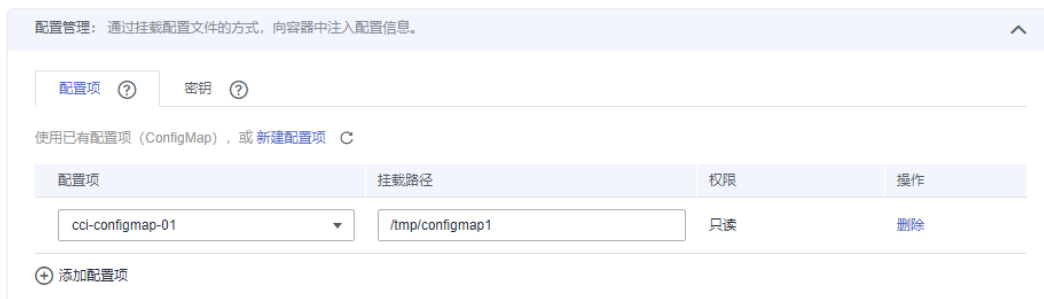 配置管理：通过挂载配置文件的方式，向容器中注入配置信息。
配置项 ? 密钥 ?
使用已有配置项（ConfigMap），或 新建配置项
配置项 挂载路径 权限 操作
cci-configmap-01 /tmp/configmap1 只读 删除
添加配置项